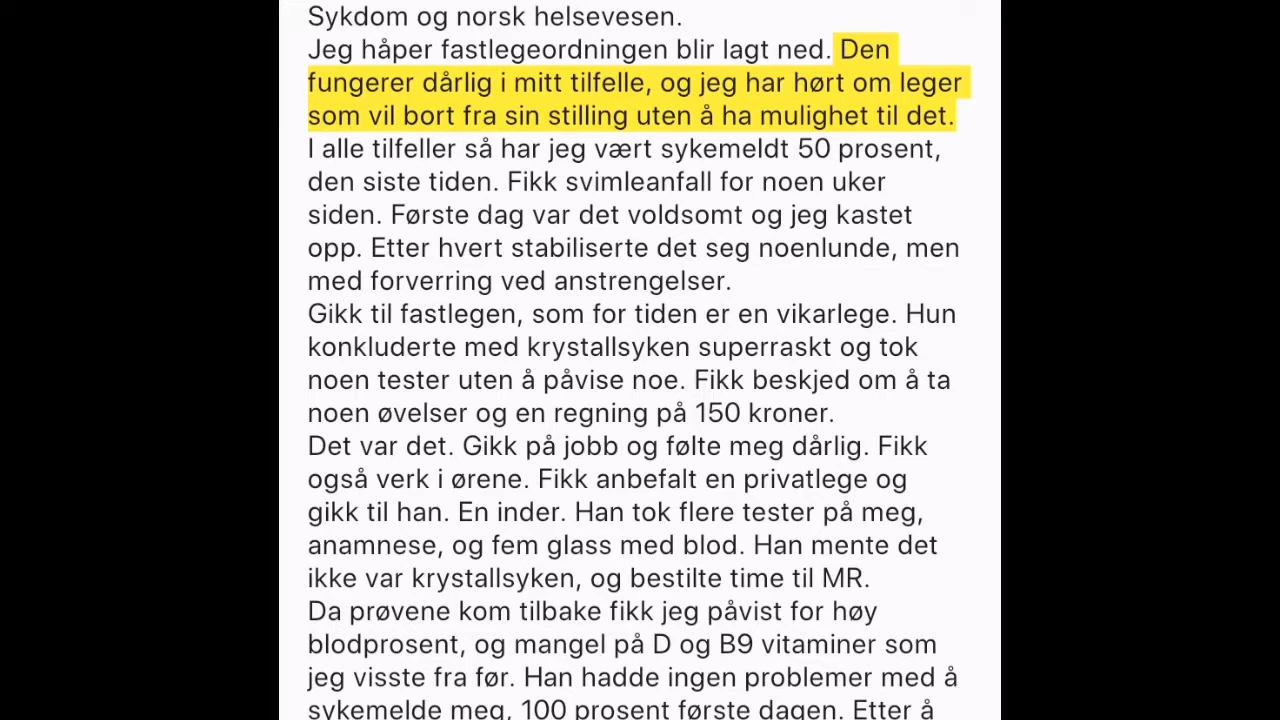 Sykdom og norsk helsevesen.
Jeg håper fastlegeordningen blir lagt ned. Den
fungerer dårlig i mitt tilfelle, og jeg har hørt om leger
som vil bort fra sin stilling uten å ha mulighet til det.
I alle tilfeller så har jeg vært sykemeldt 50 prosent,
den siste tiden. Fikk svimleanfall for noen uker
siden. Første dag var det voldsomt og jeg kastet
opp. Etter hvert stabiliserte det seg noenlunde, men
med forverring ved anstrengelser.
Gikk til fastlegen, som for tiden er en vikarlege. Hun
konkluderte med krystallsyken superraskt og tok
noen tester uten å påvise noe. Fikk beskjed om å ta
noen øvelser og en regning på 150 kroner.
Det var det. Gikk på jobb og følte meg dårlig. Fikk
også verk i ørene. Fikk anbefalt en privatlege og
gikk til han. En inder. Han tok flere tester på meg,
anamnese, og fem glass med blod. Han mente det
ikke var krystallsyken, og bestilte time til MR.
Da prøvene kom tilbake fikk jeg påvist for høy
blodprosent, og mangel på D og B9 vitaminer som
jeg visste fra før. Han hadde ingen problemer med å
sykemelde meg, 100 prosent første dagen. Etter å